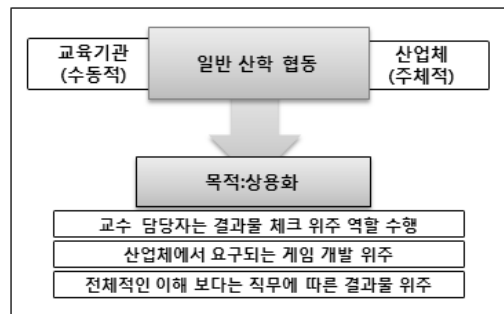 교육기관
(수동적)
일반 산학 협동
산업체
(주체적)
목적:상용화
교수 담당자는 결과물 체크 위주 역할 수행
산업체에서 요구되는 게임 개발 위주
전체적인 이해 보다는 직무에 따른 결과물 위주